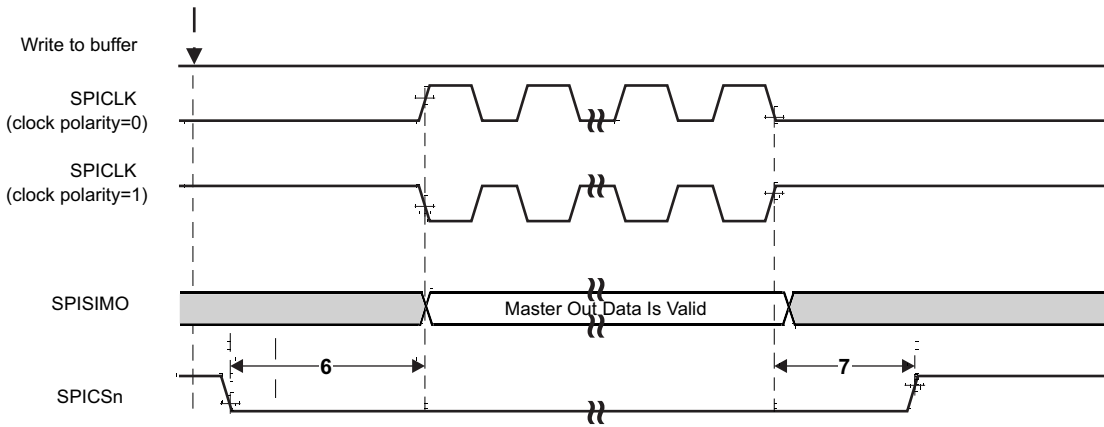 Write to buffer
SPICLK
(clock polarity=0)
SPICLK
(clock polarity=1)
SPISIMO
Master Out Data Is Valid
6
7
SPICSn